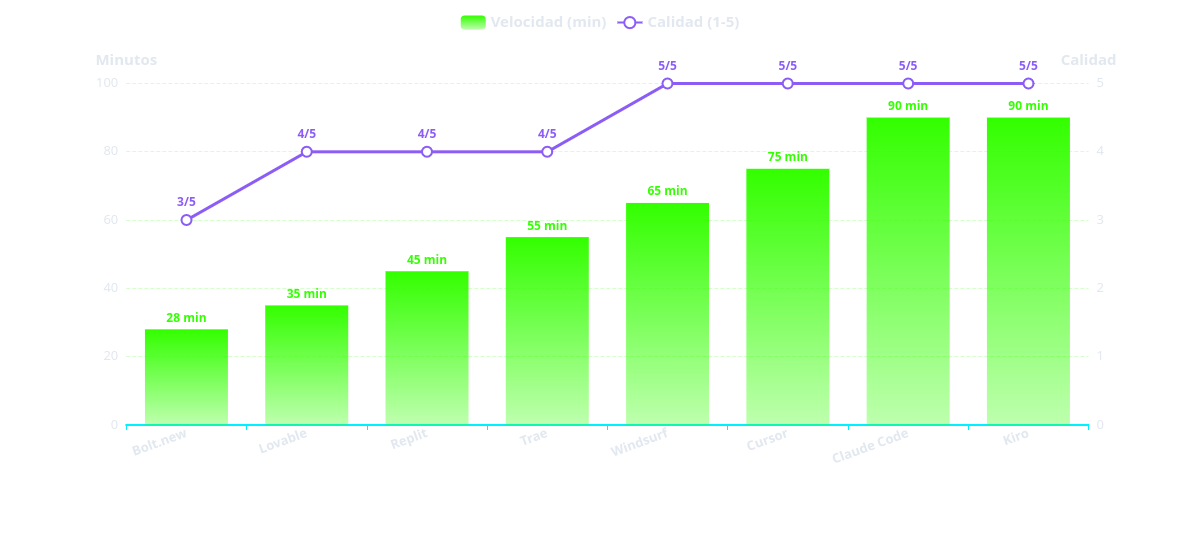 Velocidad (min) Calidad (1-5)
Minutos Calidad
5/5 5/5 5/5 5/5
100 5
90 min 90 min
4/5 4/5 4/5
80 4
75 min
65 min
3/5
60 3
55 min
45 min
40 2
35 min
28 min
20 1
0 0
Bolt.new Lovable Replit Trae Windsurf Cursor Claude Code Kiro